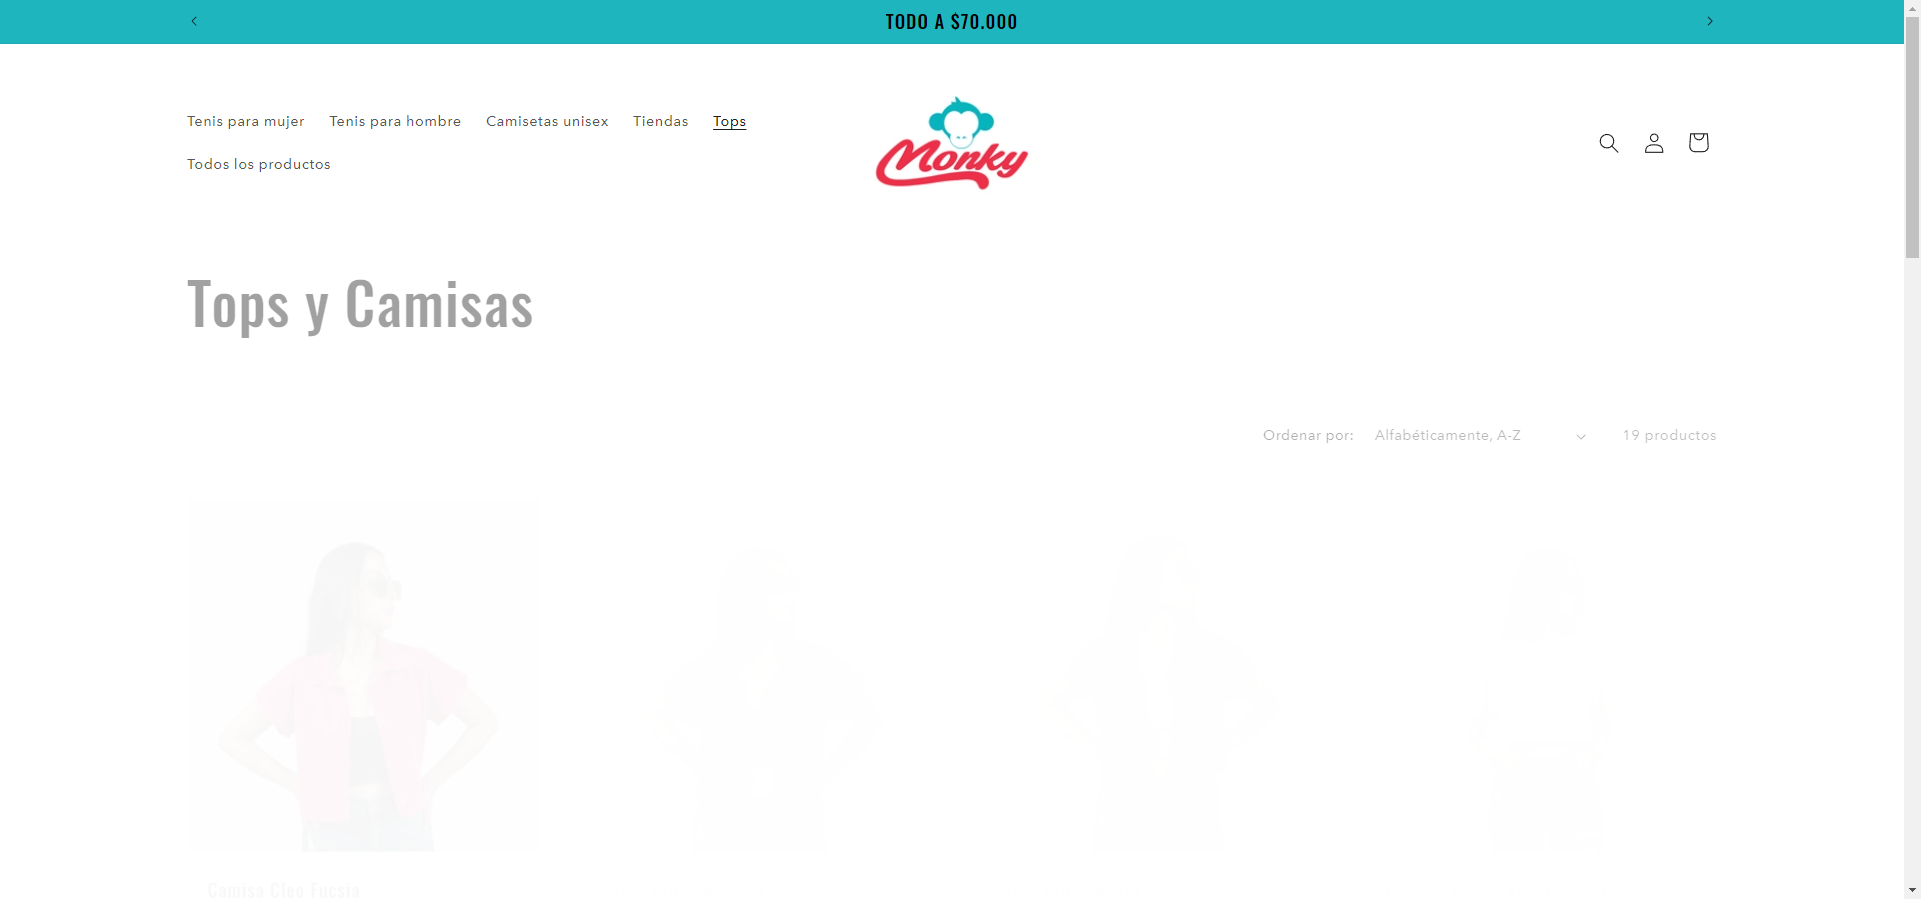 TODO A $70.000
Tenis para mujer
Tenis para hombre
Camisetas unisex
Tiendas
Tops
Todos los productos
Monky
Tops y Camisas
Ordenar por:
Alfabéticamente, A-Z
19 productos
Camisa Cleo Fucsia